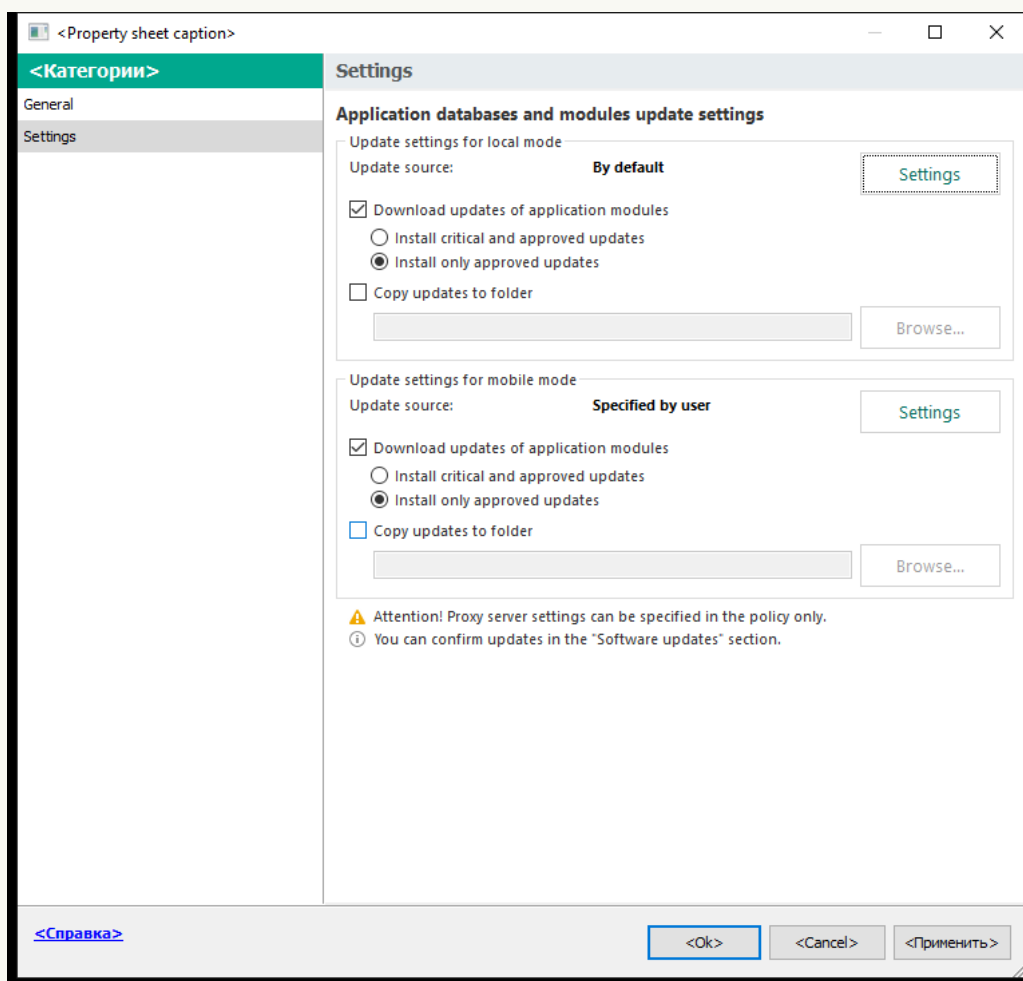 <Property sheet caption>
<Категории>
General
Settings
Settings
Application databases and modules update settings
Update settings for local mode
Update source: By default Settings
Download updates of application modules
Install critical and approved updates
Install only approved updates
Copy updates to folder
Browse...
Update settings for mobile mode
Update source: Specified by user Settings
Download updates of application modules
Install critical and approved updates
Install only approved updates
Copy updates to folder
Browse...
Attention! Proxy server settings can be specified in the policy only.
You can confirm updates in the "Software updates" section.
<Справка>
<Ok> <Cancel> <Применить>